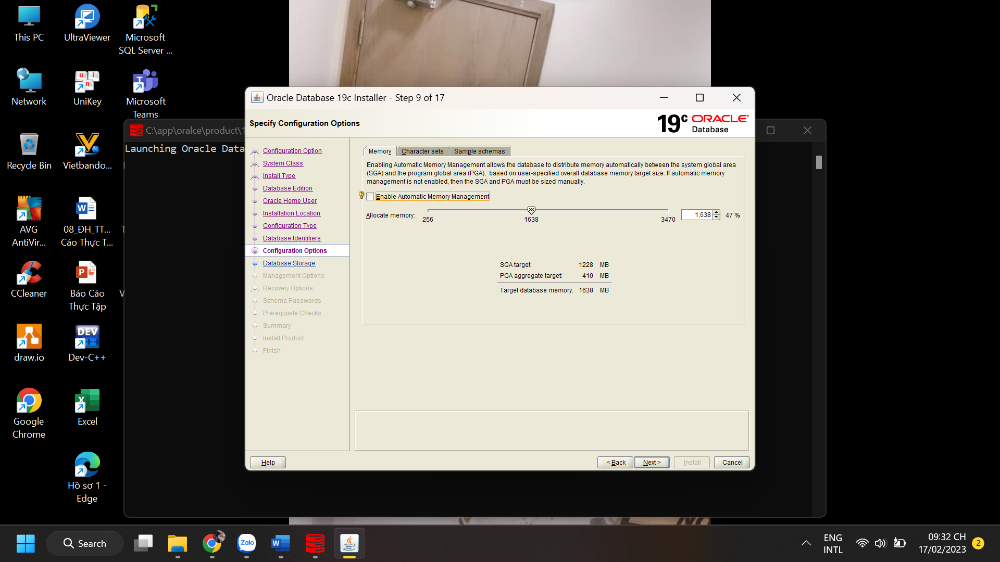 This PC
UltraViewer
Microsoft
SQL Server ...
Network
UniKey
Microsoft
Teams
Recycle Bin
Vietbando...
AVG
AntiVir...
08_ĐH_TT...
Cáo Thực T...
CCleaner
Báo Cáo
Thực Tập
draw.io
DEV
Dev-C++
Google
Chrome
Excel
Hồ sơ 1 -
Edge
C:\app\oralce\product\1
Launching Oracle Data
Oracle Database 19c Installer - Step 9 of 17
Specify Configuration Options
19c ORACLE
Database
Configuration Option
System Class
Install Type
Database Edition
Oracle Home User
Installation Location
Configuration Type
Database Identifiers
Configuration Options
Database Storage
Management Options
Recovery Options
Schema Passwords
Prerequisite Checks
Summary
Install Product
Finish
Memory
Character sets
Sample schemas
Enabling Automatic Memory Management allows the database to distribute memory automatically between the system global area
(SGA) and the program global area (PGA), based on user-specified overall database memory target size. If automatic memory
management is not enabled, then the SGA and PGA must be sized manually.
Enable Automatic Memory Management
Allocate memory:
256
1638
3470
1,638
47 %
SGA target: 1228 MB
PGA aggregate target: 410 MB
Target database memory: 1638 MB
Help
< Back
Next >
Install
Cancel
Search
Zalo
ENG
INTL
09:32 CH
17/02/2023
2